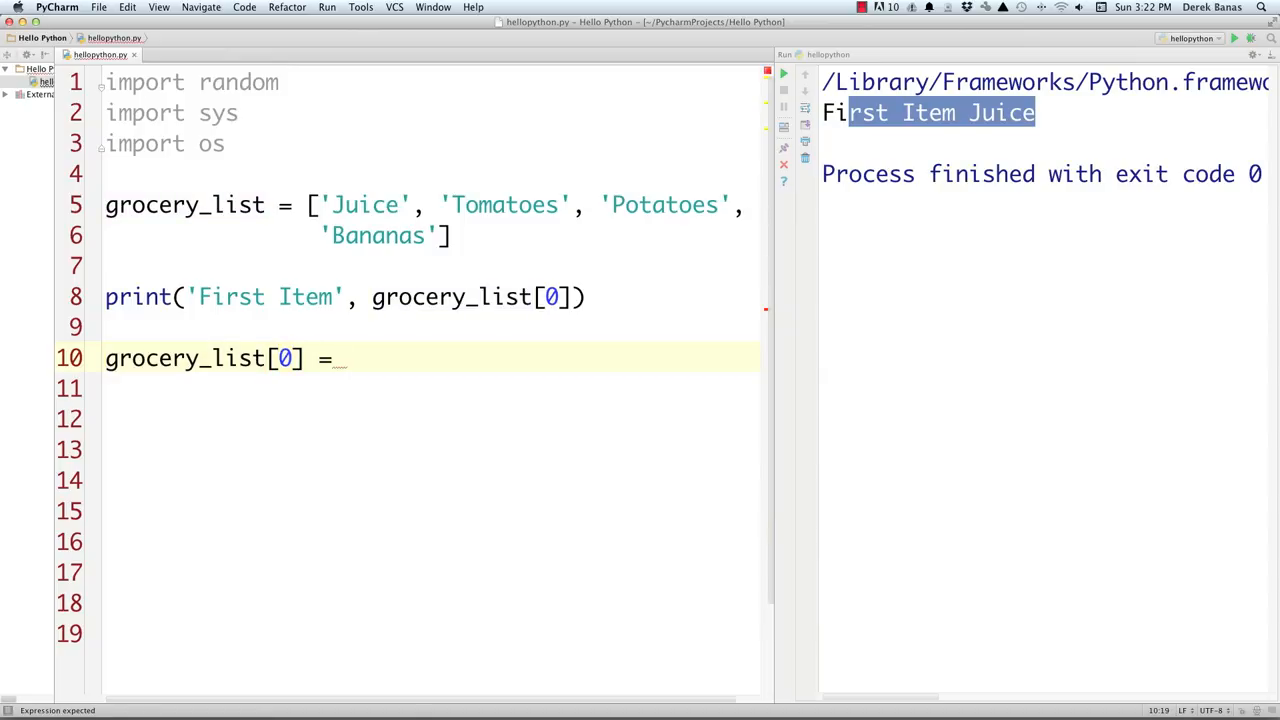 PyCharm File Edit View Navigate Code Refactor Run Tools VCS Window Help 10 Sun 3:22 PM Derek Banas
hellopython.py - Hello Python - [~/PycharmProjects/Hello Python]
Hello Python hellopython.py hellopython
hellopython.py Run hellopython
Hello P
hell
Externa
1 import random
2 import sys
3 import os
4
5 grocery_list = ['Juice', 'Tomatoes', 'Potatoes',
6 'Bananas']
7
8 print('First Item', grocery_list[0])
9
10 grocery_list[0] =
11
12
13
14
15
16
17
18
19
/Library/Frameworks/Python.framewo
First Item Juice
Process finished with exit code 0
Expression expected 10:19 LF UTF-8